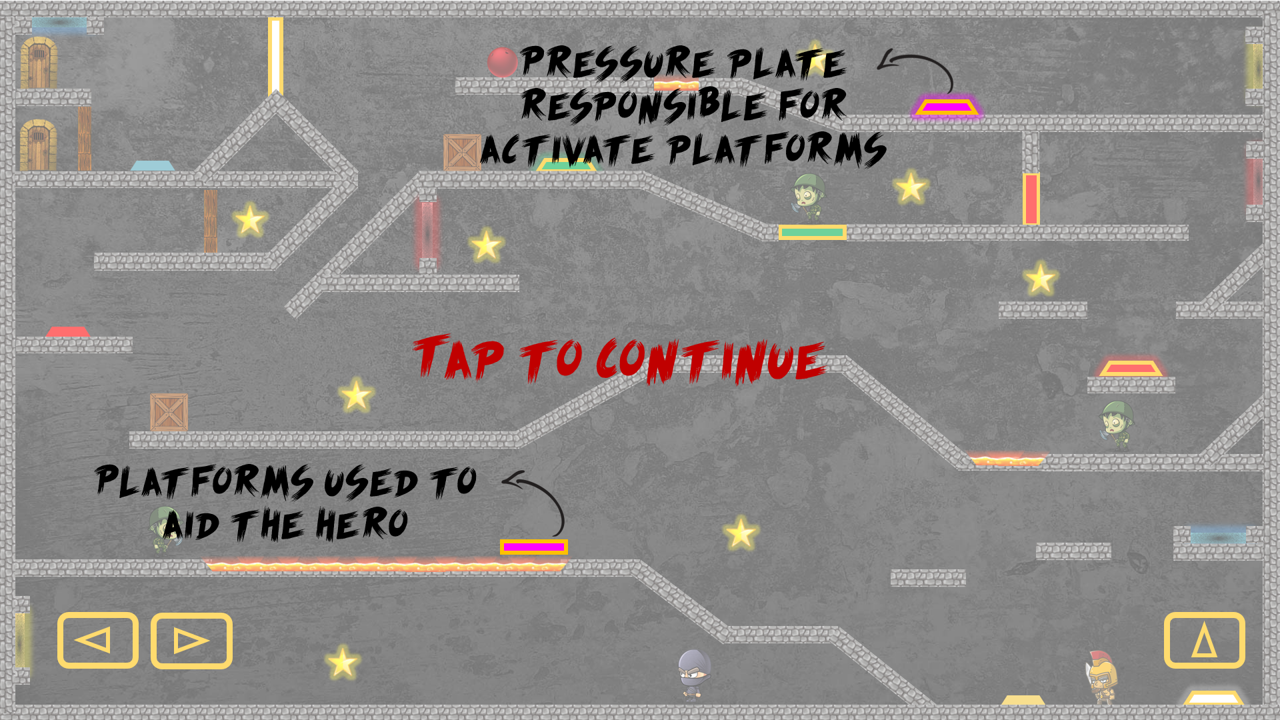 PRESSURE PLATE
RESPONSIBLE FOR
ACTIVATE PLATFORMS
TAP TO CONTINUE
PLATFORMS USED TO
AID THE HERO